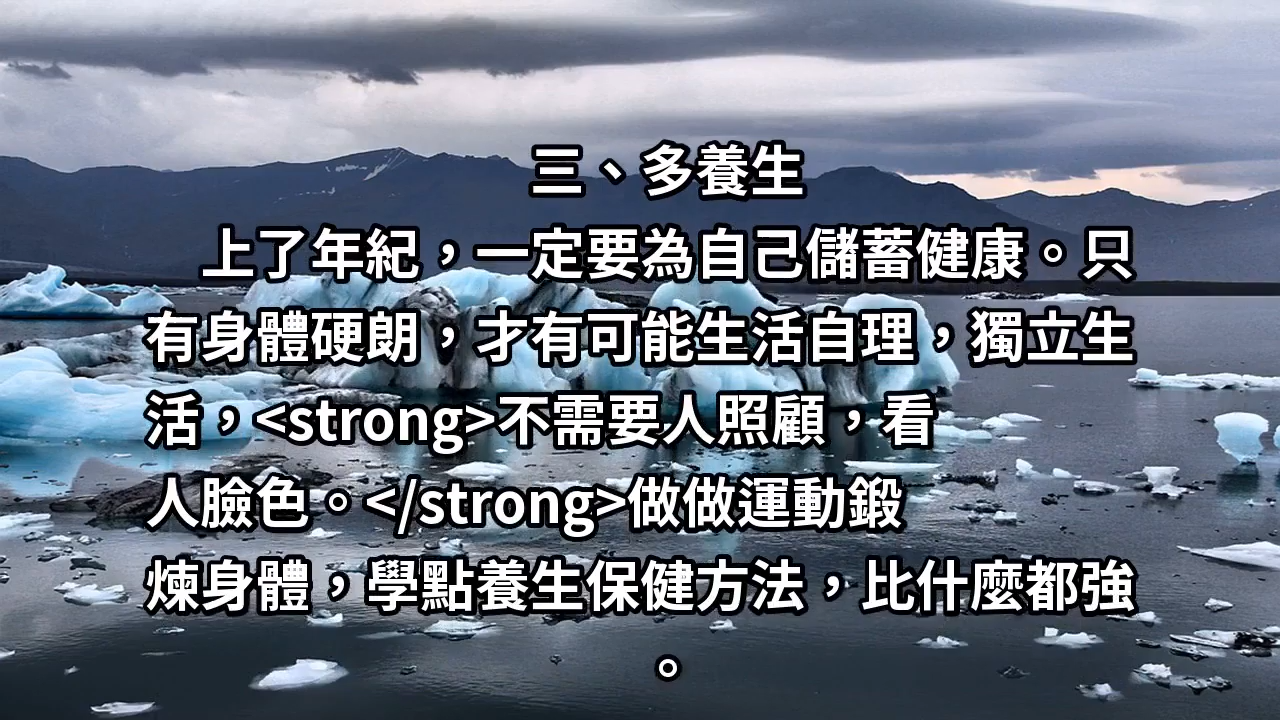 三、多養生
上了年紀，一定要為自己儲蓄健康。只
有身體硬朗，才有可能生活自理，獨立生
活，<strong>不需要人照顧，看
人臉色。</strong>做做運動鍛
煉身體，學點養生保健方法，比什麼都強
。